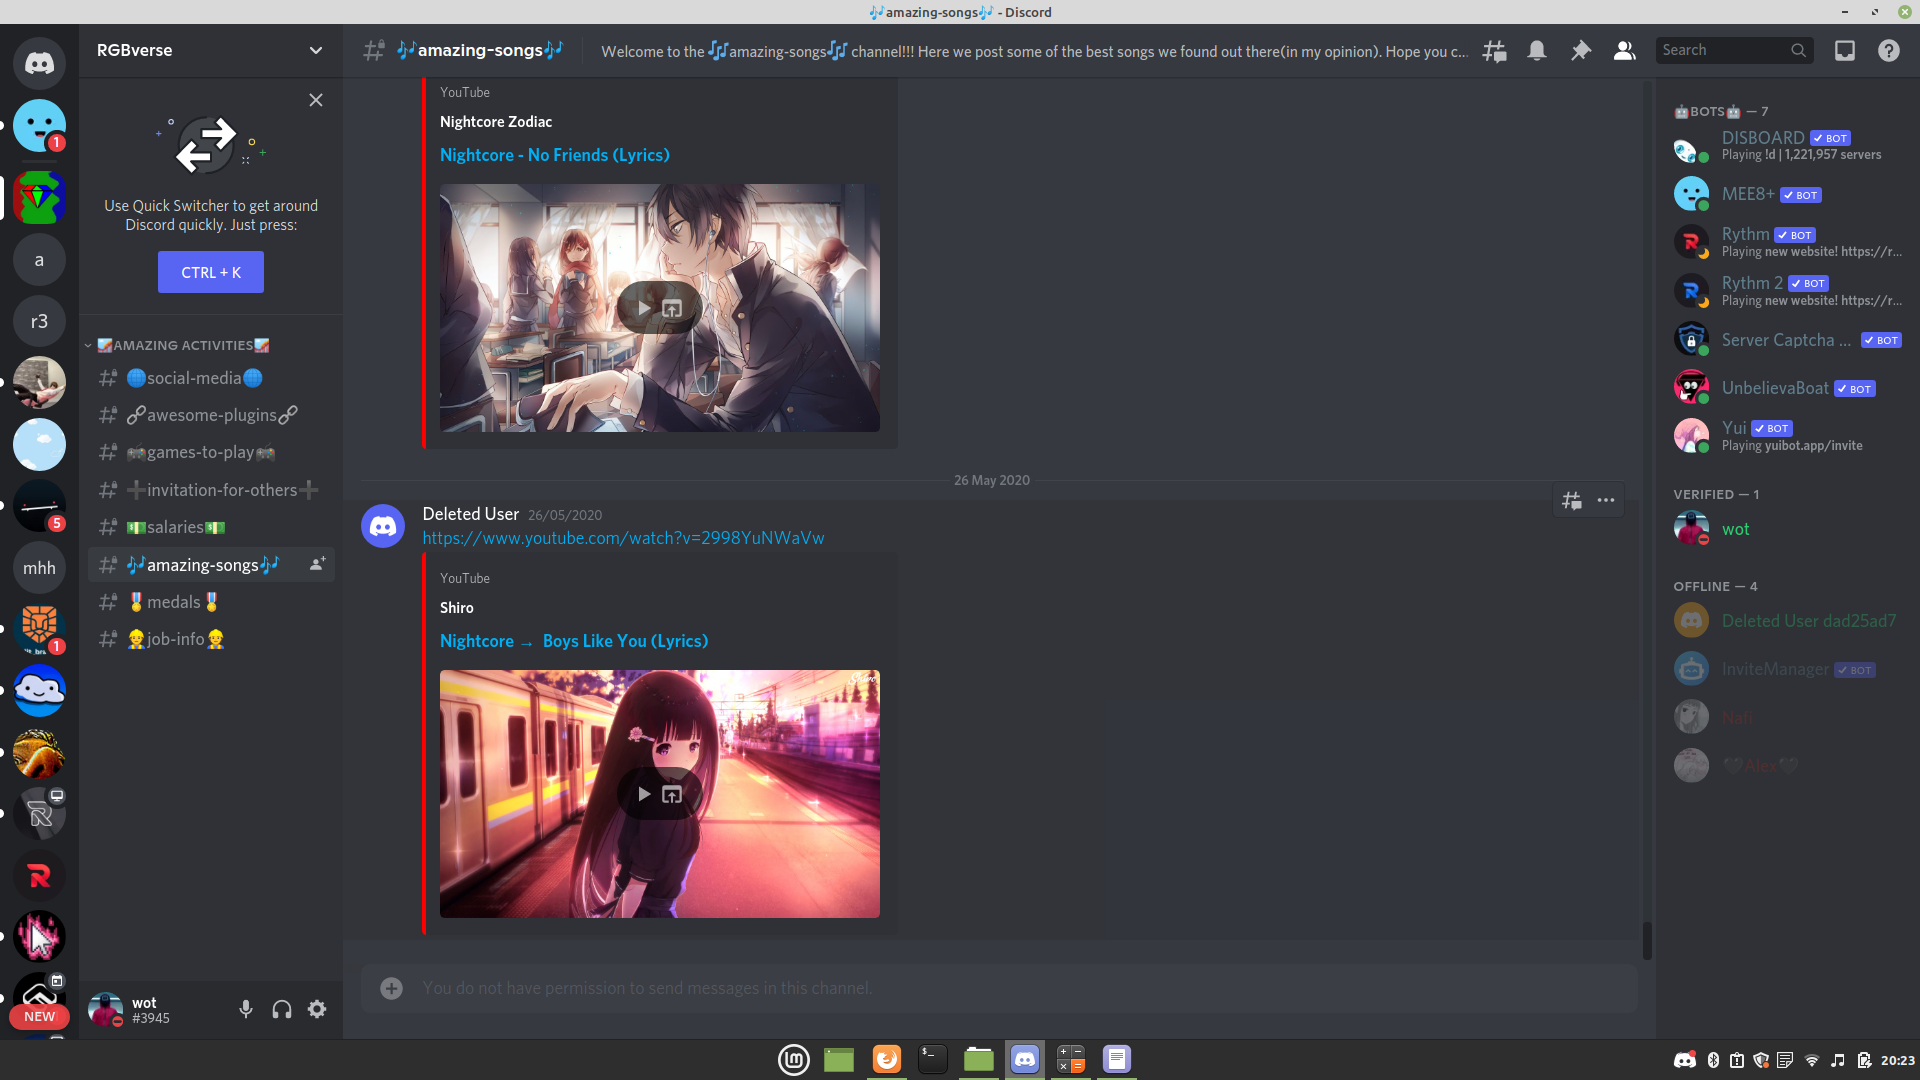 🎶amazing-songs🎶 - Discord
RGBverse
🎶amazing-songs🎶
Welcome to the 🎶amazing-songs🎶 channel!!! Here we post some of the best songs we found out there(in my opinion). Hope you c...
Search
Use Quick Switcher to get around
Discord quickly. Just press:
CTRL + K
AMAZING ACTIVITIES
🌐social-media🌐
🔗awesome-plugins🔗
🎮games-to-play🎮
➕invitation-for-others➕
💵salaries💵
🎶amazing-songs🎶
🎖medals🎖
👷job-info👷
1
a
r3
5
mhh
1
NEW
wot
#3945
YouTube
Nightcore Zodiac
Nightcore - No Friends (Lyrics)
26 May 2020
Deleted User 26/05/2020
https://www.youtube.com/watch?v=2998YuNWaVw
YouTube
Shiro
Nightcore → Boys Like You (Lyrics)
Shiro
You do not have permission to send messages in this channel.
🤖BOTS🤖 — 7
DISBOARD ✓ BOT
Playing !d | 1,221,957 servers
MEE8+ ✓ BOT
Rythm ✓ BOT
Playing new website! https://r...
Rythm 2 ✓ BOT
Playing new website! https://r...
Server Captcha ... ✓ BOT
UnbelievaBoat ✓ BOT
Yui ✓ BOT
Playing yuibot.app/invite
VERIFIED — 1
wot
OFFLINE — 4
Deleted User dad25ad7
InviteManager ✓ BOT
Nafi
🖤Alex🖤
20:23